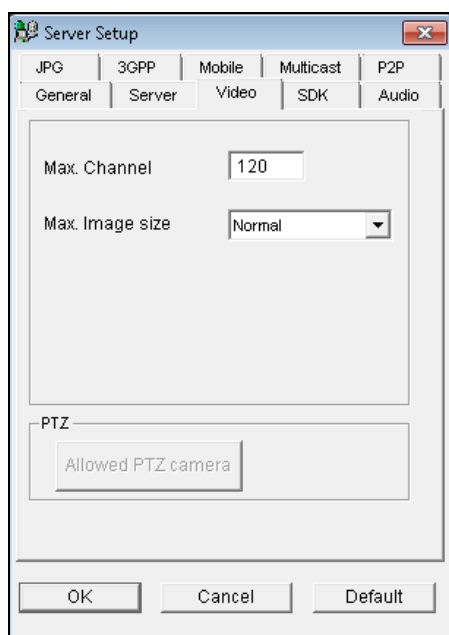 Server Setup
JPG 3GPP Mobile Multicast P2P
General Server Video SDK Audio
Max. Channel 120
Max. Image size Normal
PTZ
Allowed PTZ camera
OK Cancel Default